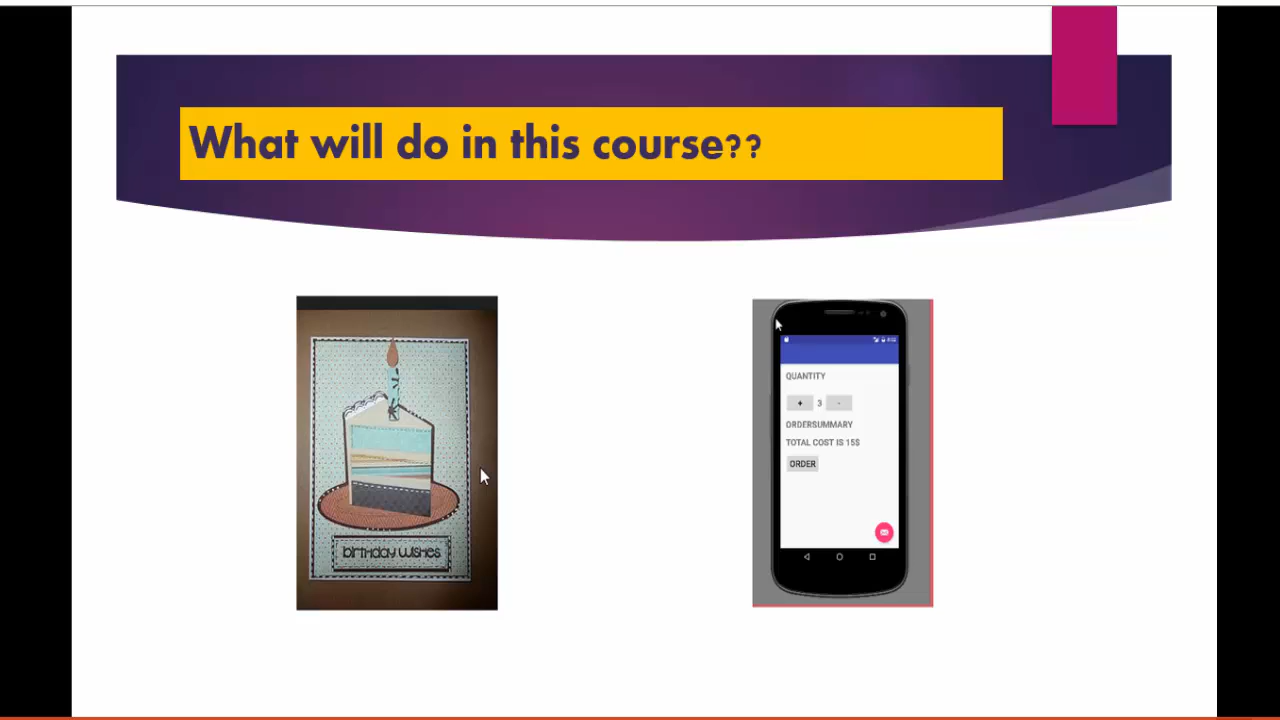 What will do in this course??
birthday wishes
QUANTITY
+ 3 -
ORDERSUMMARY
TOTAL COST IS 15$
ORDER